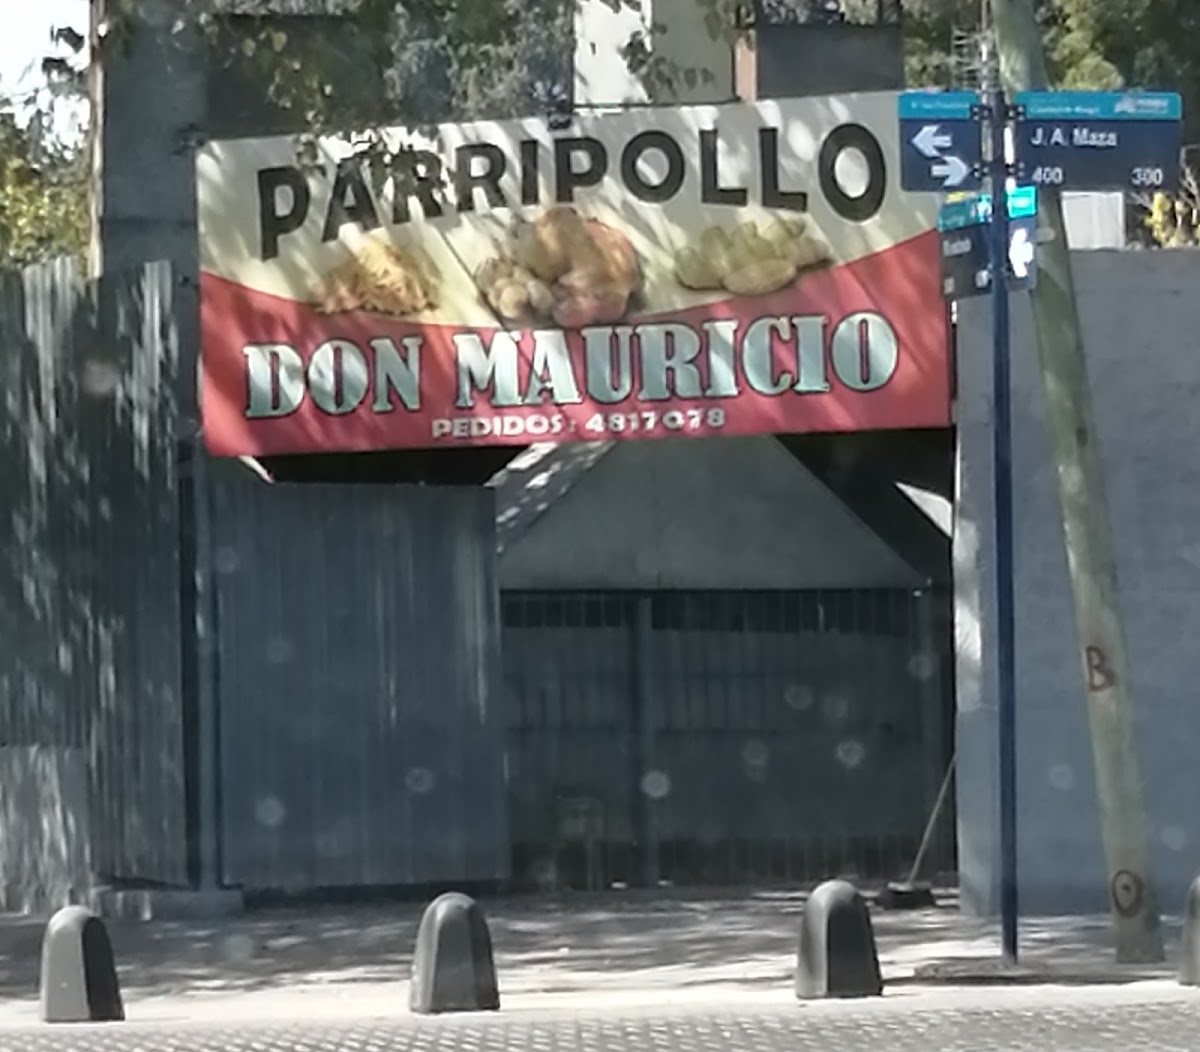 PARRIPOLLO
DON MAURICIO
PEDIDOS: 4817078
J. A. Maza
400 300
B